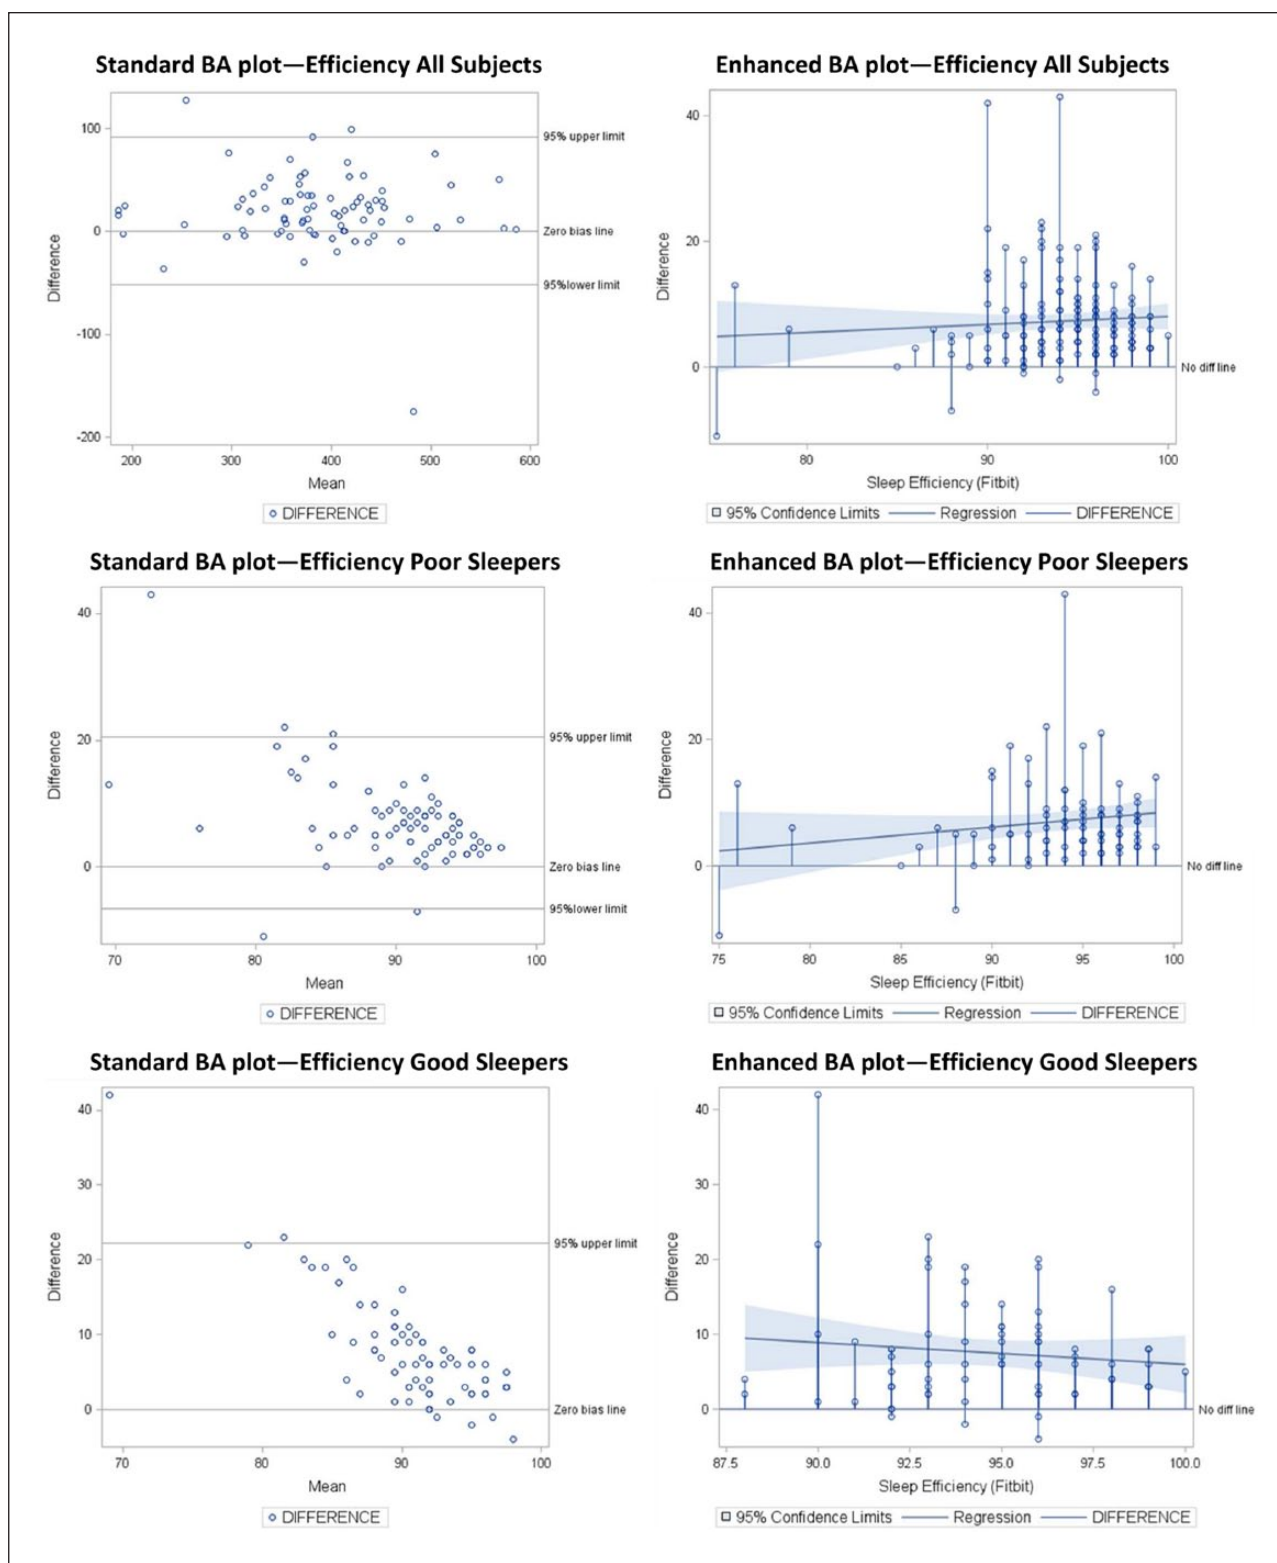 Standard BA plot—Efficiency All Subjects
100
0
-100
-200
Difference
95% upper limit
Zero bias line
95%lower limit
200 300 400 500 600
Mean
DIFFERENCE
Enhanced BA plot—Efficiency All Subjects
40
20
0
Difference
No diff line
80 90 100
Sleep Efficiency (Fitbit)
95% Confidence Limits Regression DIFFERENCE
Standard BA plot—Efficiency Poor Sleepers
40
20
0
Difference
95% upper limit
Zero bias line
95%lower limit
70 80 90 100
Mean
DIFFERENCE
Enhanced BA plot—Efficiency Poor Sleepers
40
20
0
Difference
No diff line
75 80 85 90 95 100
Sleep Efficiency (Fitbit)
95% Confidence Limits Regression DIFFERENCE
Standard BA plot—Efficiency Good Sleepers
40
30
20
10
0
Difference
95% upper limit
Zero bias line
70 80 90 100
Mean
DIFFERENCE
Enhanced BA plot—Efficiency Good Sleepers
40
30
20
10
0
Difference
No diff line
87.5 90.0 92.5 95.0 97.5 100.0
Sleep Efficiency (Fitbit)
95% Confidence Limits Regression DIFFERENCE